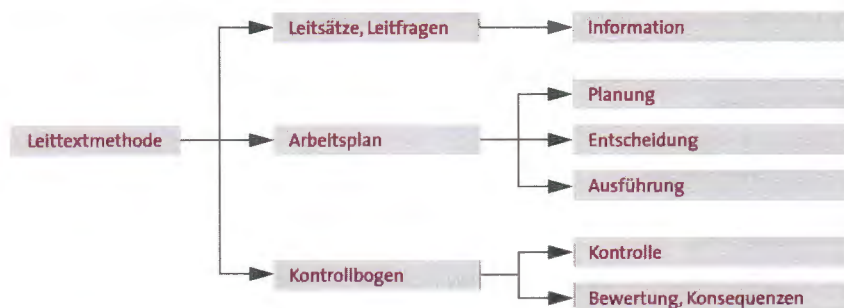 Leitsätze, Leitfragen
Information
Planung
Leittextmethode
Arbeitsplan
Entscheidung
Ausführung
Kontrolle
Kontrollbogen
Bewertung, Konsequenzen